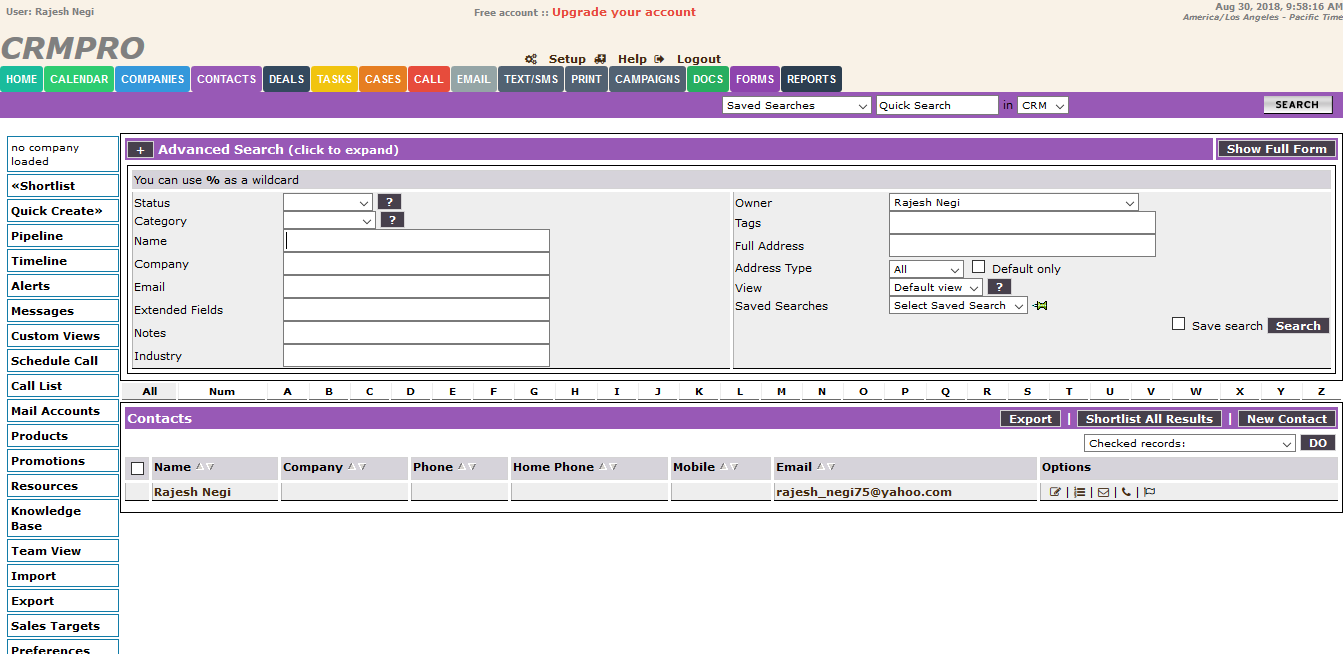 User: Rajesh Negi
Free account :: Upgrade your account
Aug 30, 2018, 9:58:16 AM
America/Los Angeles - Pacific Time
CRMPRO
Setup Help Logout
HOME CALENDAR COMPANIES CONTACTS DEALS TASKS CASES CALL EMAIL TEXT/SMS PRINT CAMPAIGNS DOCS FORMS REPORTS
Saved Searches Quick Search in CRM SEARCH
no company
loaded
«Shortlist
Quick Create»
Pipeline
Timeline
Alerts
Messages
Custom Views
Schedule Call
Call List
Mail Accounts
Products
Promotions
Resources
Knowledge
Base
Team View
Import
Export
Sales Targets
Preferences
+ Advanced Search (click to expand) Show Full Form
You can use % as a wildcard
Status ?
Category ?
Name
Company
Email
Extended Fields
Notes
Industry
Owner Rajesh Negi
Tags
Full Address
Address Type All Default only
View Default view ?
Saved Searches Select Saved Search
Save search Search
All Num A B C D E F G H I J K L M N O P Q R S T U V W X Y Z
Contacts Export | Shortlist All Results | New Contact
Checked records: DO
Name Company Phone Home Phone Mobile Email Options
Rajesh Negi rajesh_negi75@yahoo.com | | | |